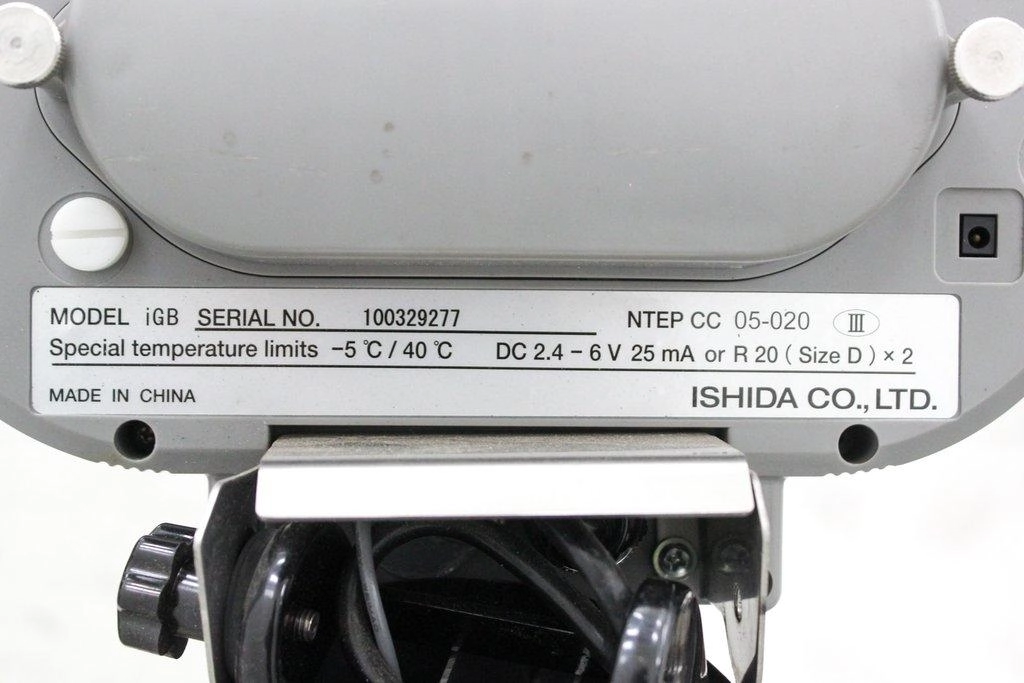 MODEL iGB SERIAL NO. 100329277 NTEP CC 05-020 III
Special temperature limits -5 ℃ / 40 ℃ DC 2.4 - 6 V 25 mA or R 20 ( Size D ) × 2
MADE IN CHINA ISHIDA CO., LTD.